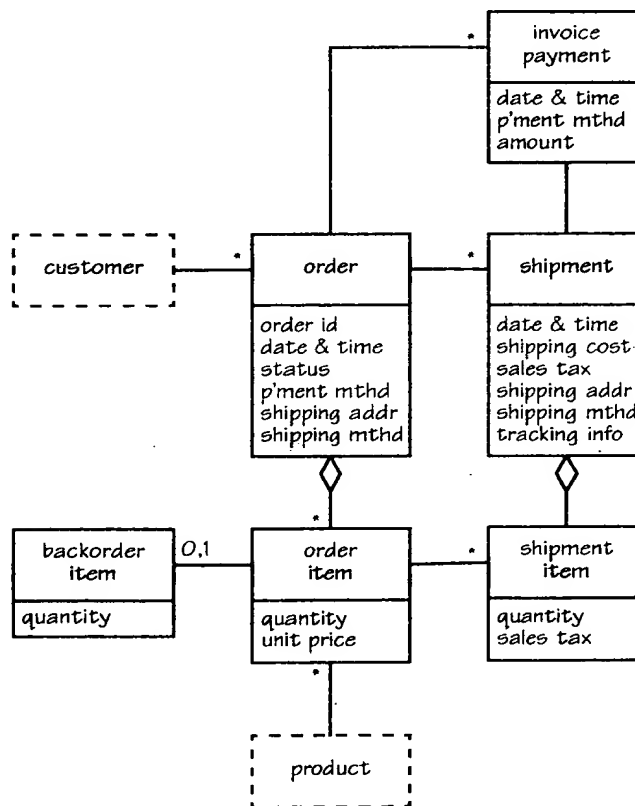 *
invoice
payment
date & time
p'ment mthd
amount
customer
*
order
*
shipment
order id
date & time
status
p'ment mthd
shipping addr
shipping mthd
date & time
shipping cost
sales tax
shipping addr
shipping mthd
tracking info
*
backorder
item
0,1
order
item
*
shipment
item
quantity
quantity
unit price
quantity
sales tax
*
product